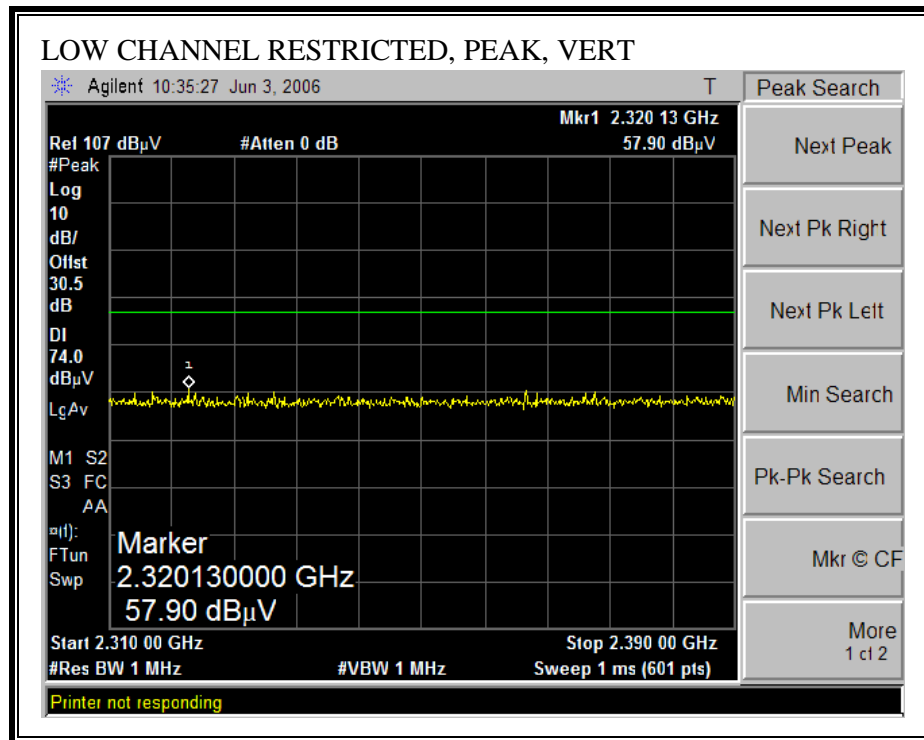 LOW CHANNEL RESTRICTED, PEAK, VERT
Agilent 10:35:27 Jun 3, 2006 T
Peak Search
Mkr1 2.320 13 GHz
Ref 107 dBµV #Atten 0 dB 57.90 dBµV
#Peak
Log
10
dB/
Offst
30.5
dB
DI
74.0
dBµV
LgAv
M1 S2
S3 FC
AA
¤(f):
FTun
Swp
1
Marker
2.320130000 GHz
57.90 dBµV
Start 2.310 00 GHz Stop 2.390 00 GHz
#Res BW 1 MHz #VBW 1 MHz Sweep 1 ms (601 pts)
Printer not responding
Next Peak
Next Pk Right
Next Pk Left
Min Search
Pk-Pk Search
Mkr © CF
More
1 of 2